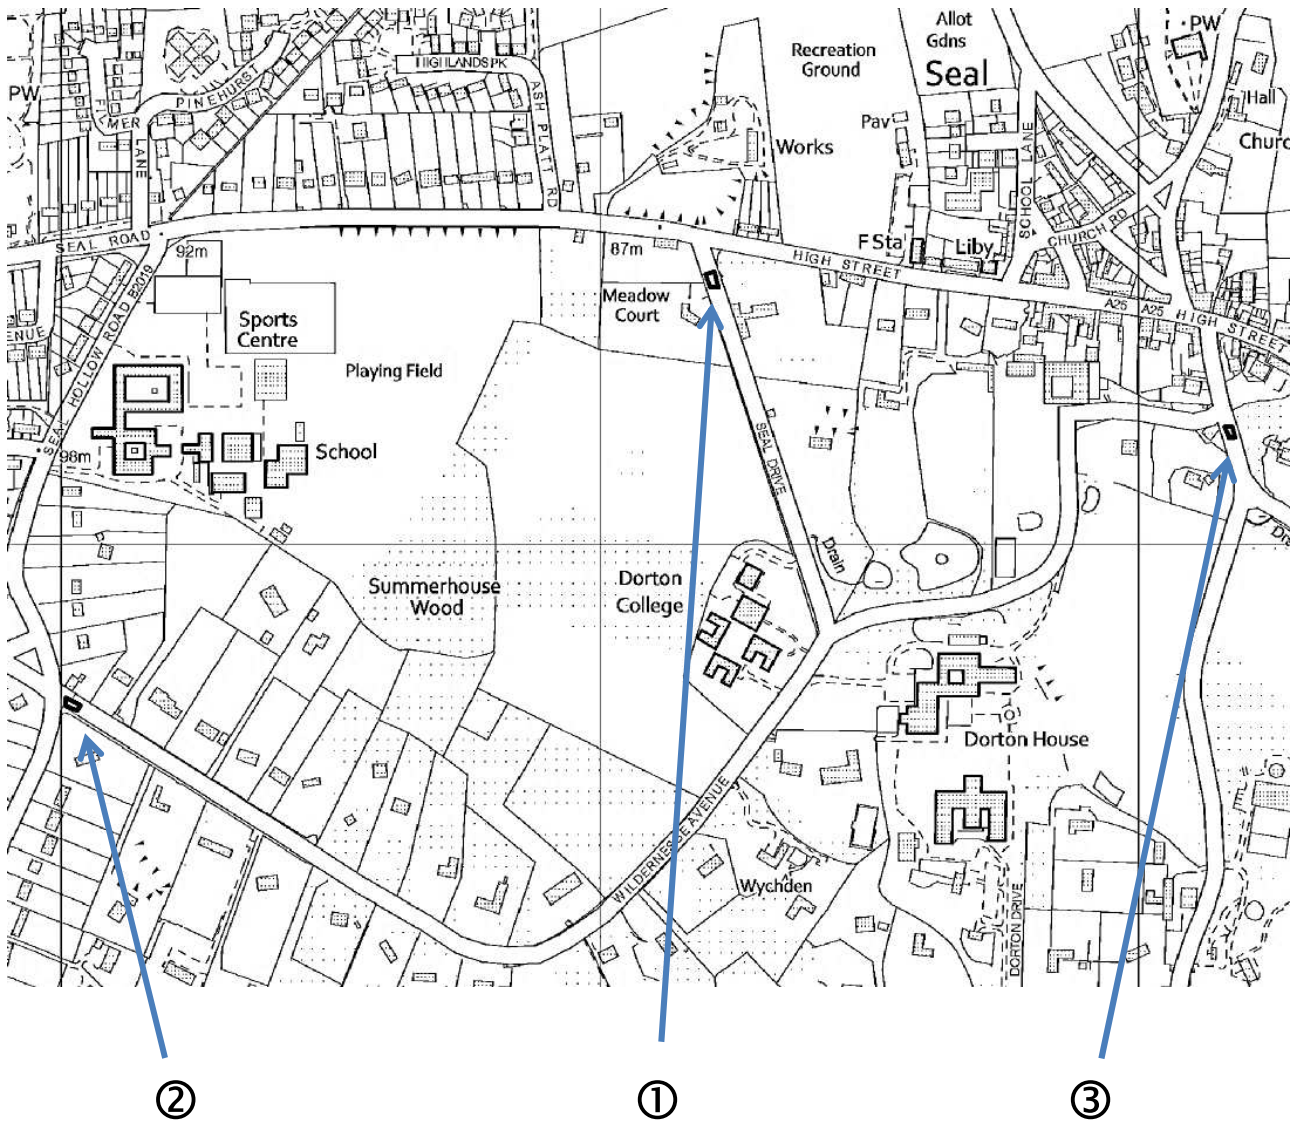 Allot
Gdns
PW
Recreation
Ground
Seal
HIGHLANDS PK
PINEHURST
PW
FILMER
LANE
ASH PLATT RD
Hall
Pav
Works
SCHOOL LANE
Churc
CHURCH RD
SEAL ROAD
92m
87m
F Sta
Liby
HIGH STREET
Meadow
Court
A25
A25
HIGH STREET
ENUE
SEAL HOLLOW ROAD B2019
Sports
Centre
Playing Field
98m
School
SEAL DRIVE
Drain
Dra
Summerhouse
Wood
Dorton
College
Dorton House
WILDERNESSE AVENUE
Wychden
DORTON DRIVE
②
①
③